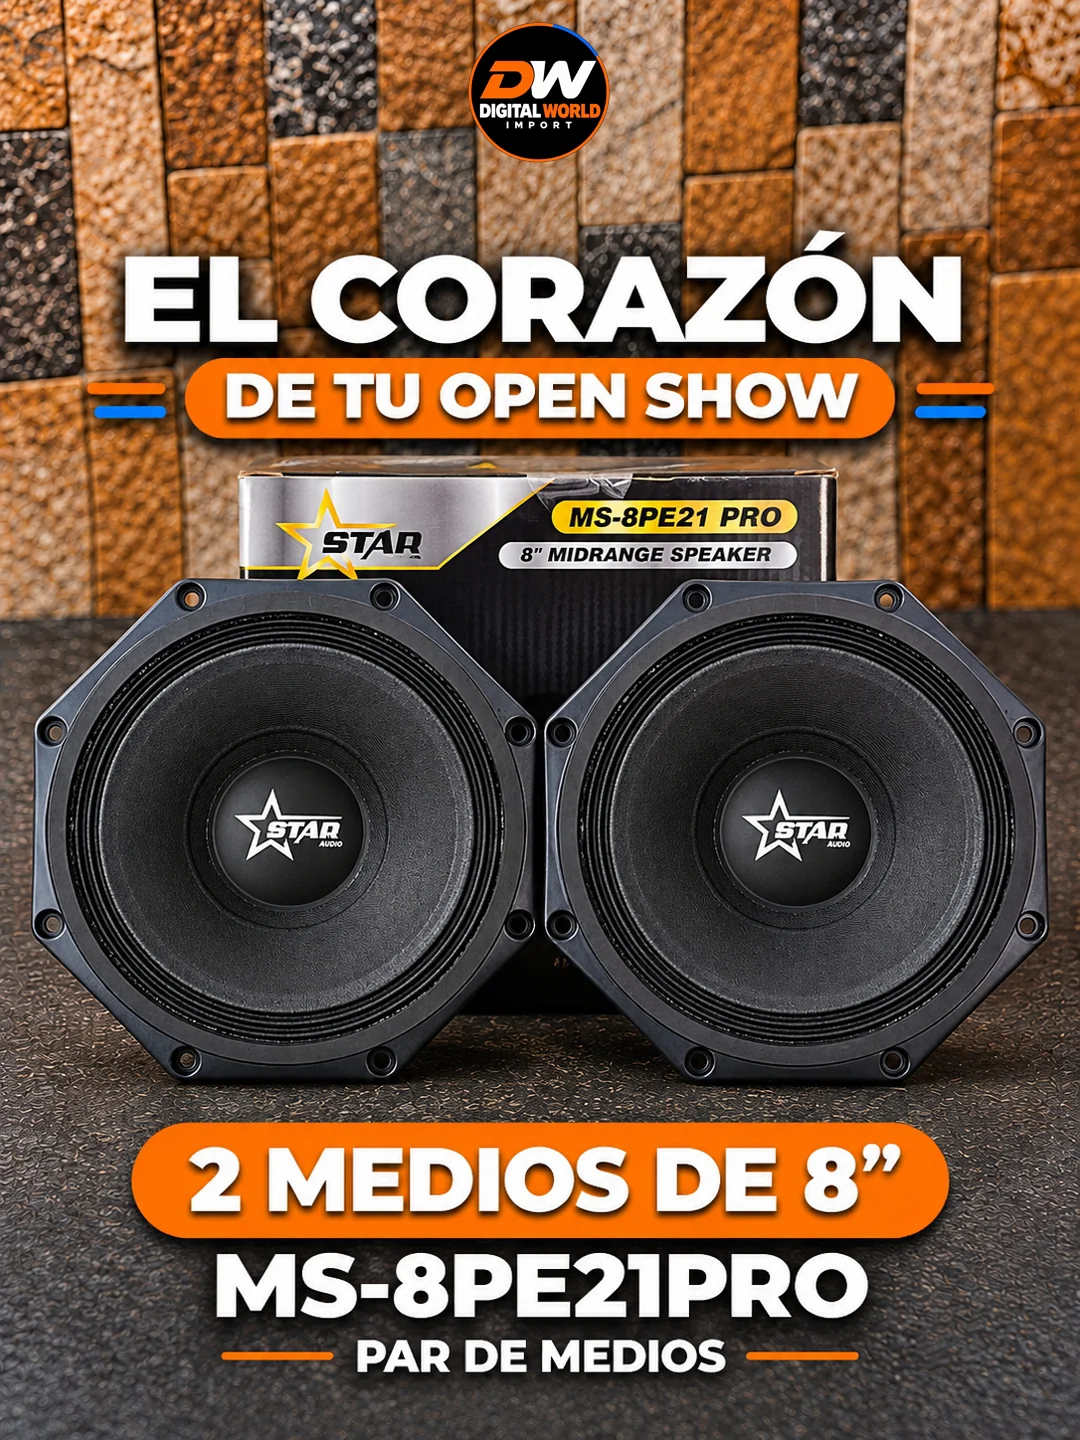 DW
DIGITAL WORLD
IMPORT
EL CORAZÓN
DE TU OPEN SHOW
STAR
MS-8PE21 PRO
8" MIDRANGE SPEAKER
STAR
AUDIO
STAR
AUDIO
2 MEDIOS DE 8”
MS-8PE21PRO
PAR DE MEDIOS